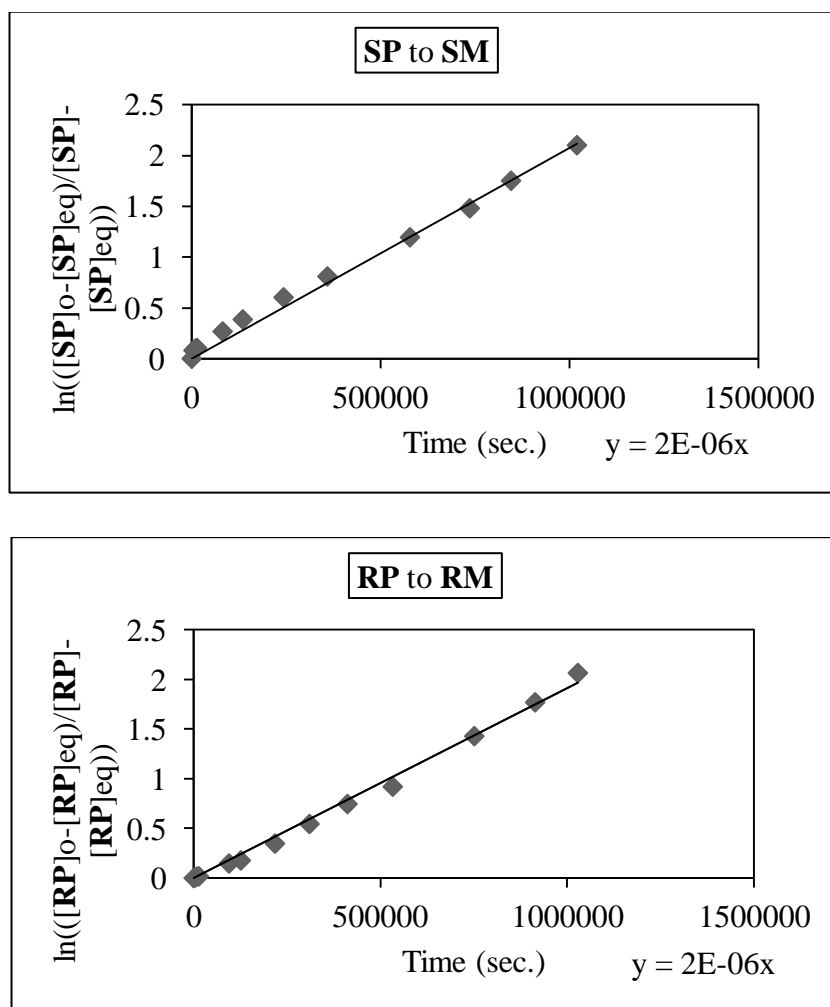 SP to SM
ln(([SP]o-[SP]eq)/[SP]-
[SP]eq))
2.5
2
1.5
1
0.5
0
0 500000 1000000 1500000
Time (sec.) y = 2E-06x
RP to RM
ln(([RP]o-[RP]eq)/[RP]-
[RP]eq))
2.5
2
1.5
1
0.5
0
0 500000 1000000 1500000
Time (sec.) y = 2E-06x